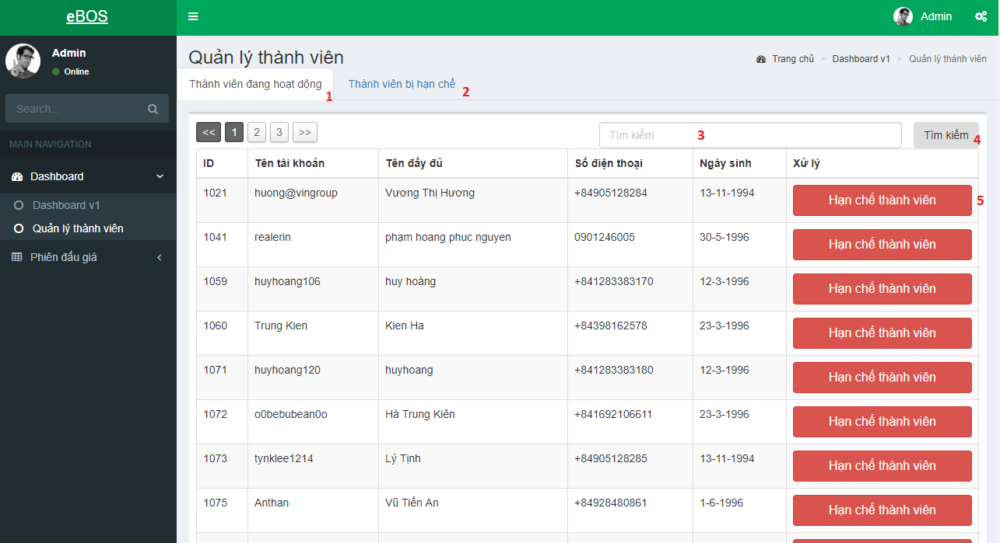 eBOS
Admin
Admin
Online
Search...
MAIN NAVIGATION
Dashboard
Dashboard v1
Quản lý thành viên
Phiên đấu giá
Quản lý thành viên
Trang chủ > Dashboard v1 > Quản lý thành viên
Thành viên đang hoạt động 1 Thành viên bị hạn chế 2
<< 1 2 3 >> Tìm kiếm 3 Tìm kiếm 4
ID Tên tài khoản Tên đầy đủ Số điện thoại Ngày sinh Xử lý
1021 huong@vingroup Vương Thị Hương +84905128284 13-11-1994 Hạn chế thành viên 5
1041 realerin phạm hoang phuc nguyen 0901246005 30-5-1996 Hạn chế thành viên
1059 huyhoang106 huy hoàng +841283383170 12-3-1996 Hạn chế thành viên
1060 Trung Kien Kien Ha +84398162578 23-3-1996 Hạn chế thành viên
1071 huyhoang120 huyhoang +841283383180 12-3-1996 Hạn chế thành viên
1072 o0bebubean0o Hà Trung Kiên +841692106611 23-3-1996 Hạn chế thành viên
1073 tynklee1214 Lý Tịnh +84905128285 13-11-1994 Hạn chế thành viên
1075 Anthan Vũ Tiến An +84928480861 1-6-1996 Hạn chế thành viên